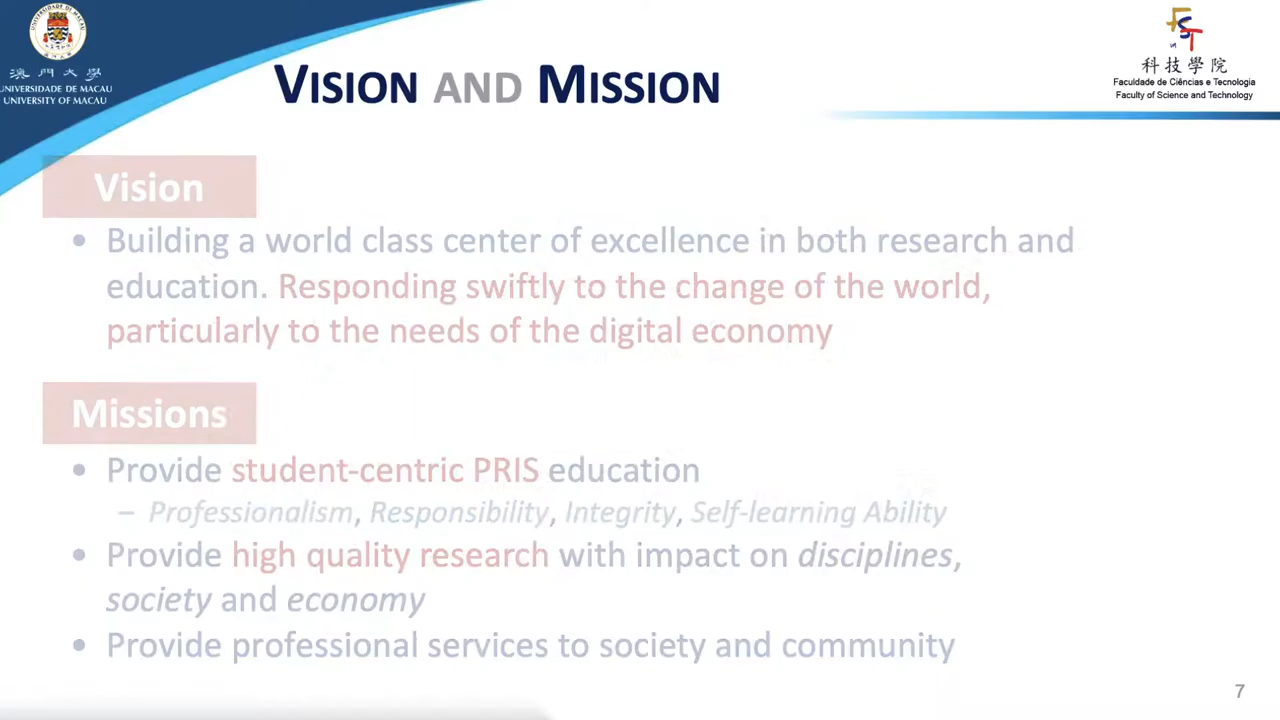 澳門大學
UNIVERSIDADE DE MACAU
UNIVERSITY OF MACAU
VISION AND MISSION
FST
科技學院
Faculdade de Ciências e Tecnologia
Faculty of Science and Technology
Vision
• Building a world class center of excellence in both research and
education. Responding swiftly to the change of the world,
particularly to the needs of the digital economy
Missions
• Provide student-centric PRIS education
– Professionalism, Responsibility, Integrity, Self-learning Ability
• Provide high quality research with impact on disciplines,
society and economy
• Provide professional services to society and community
7